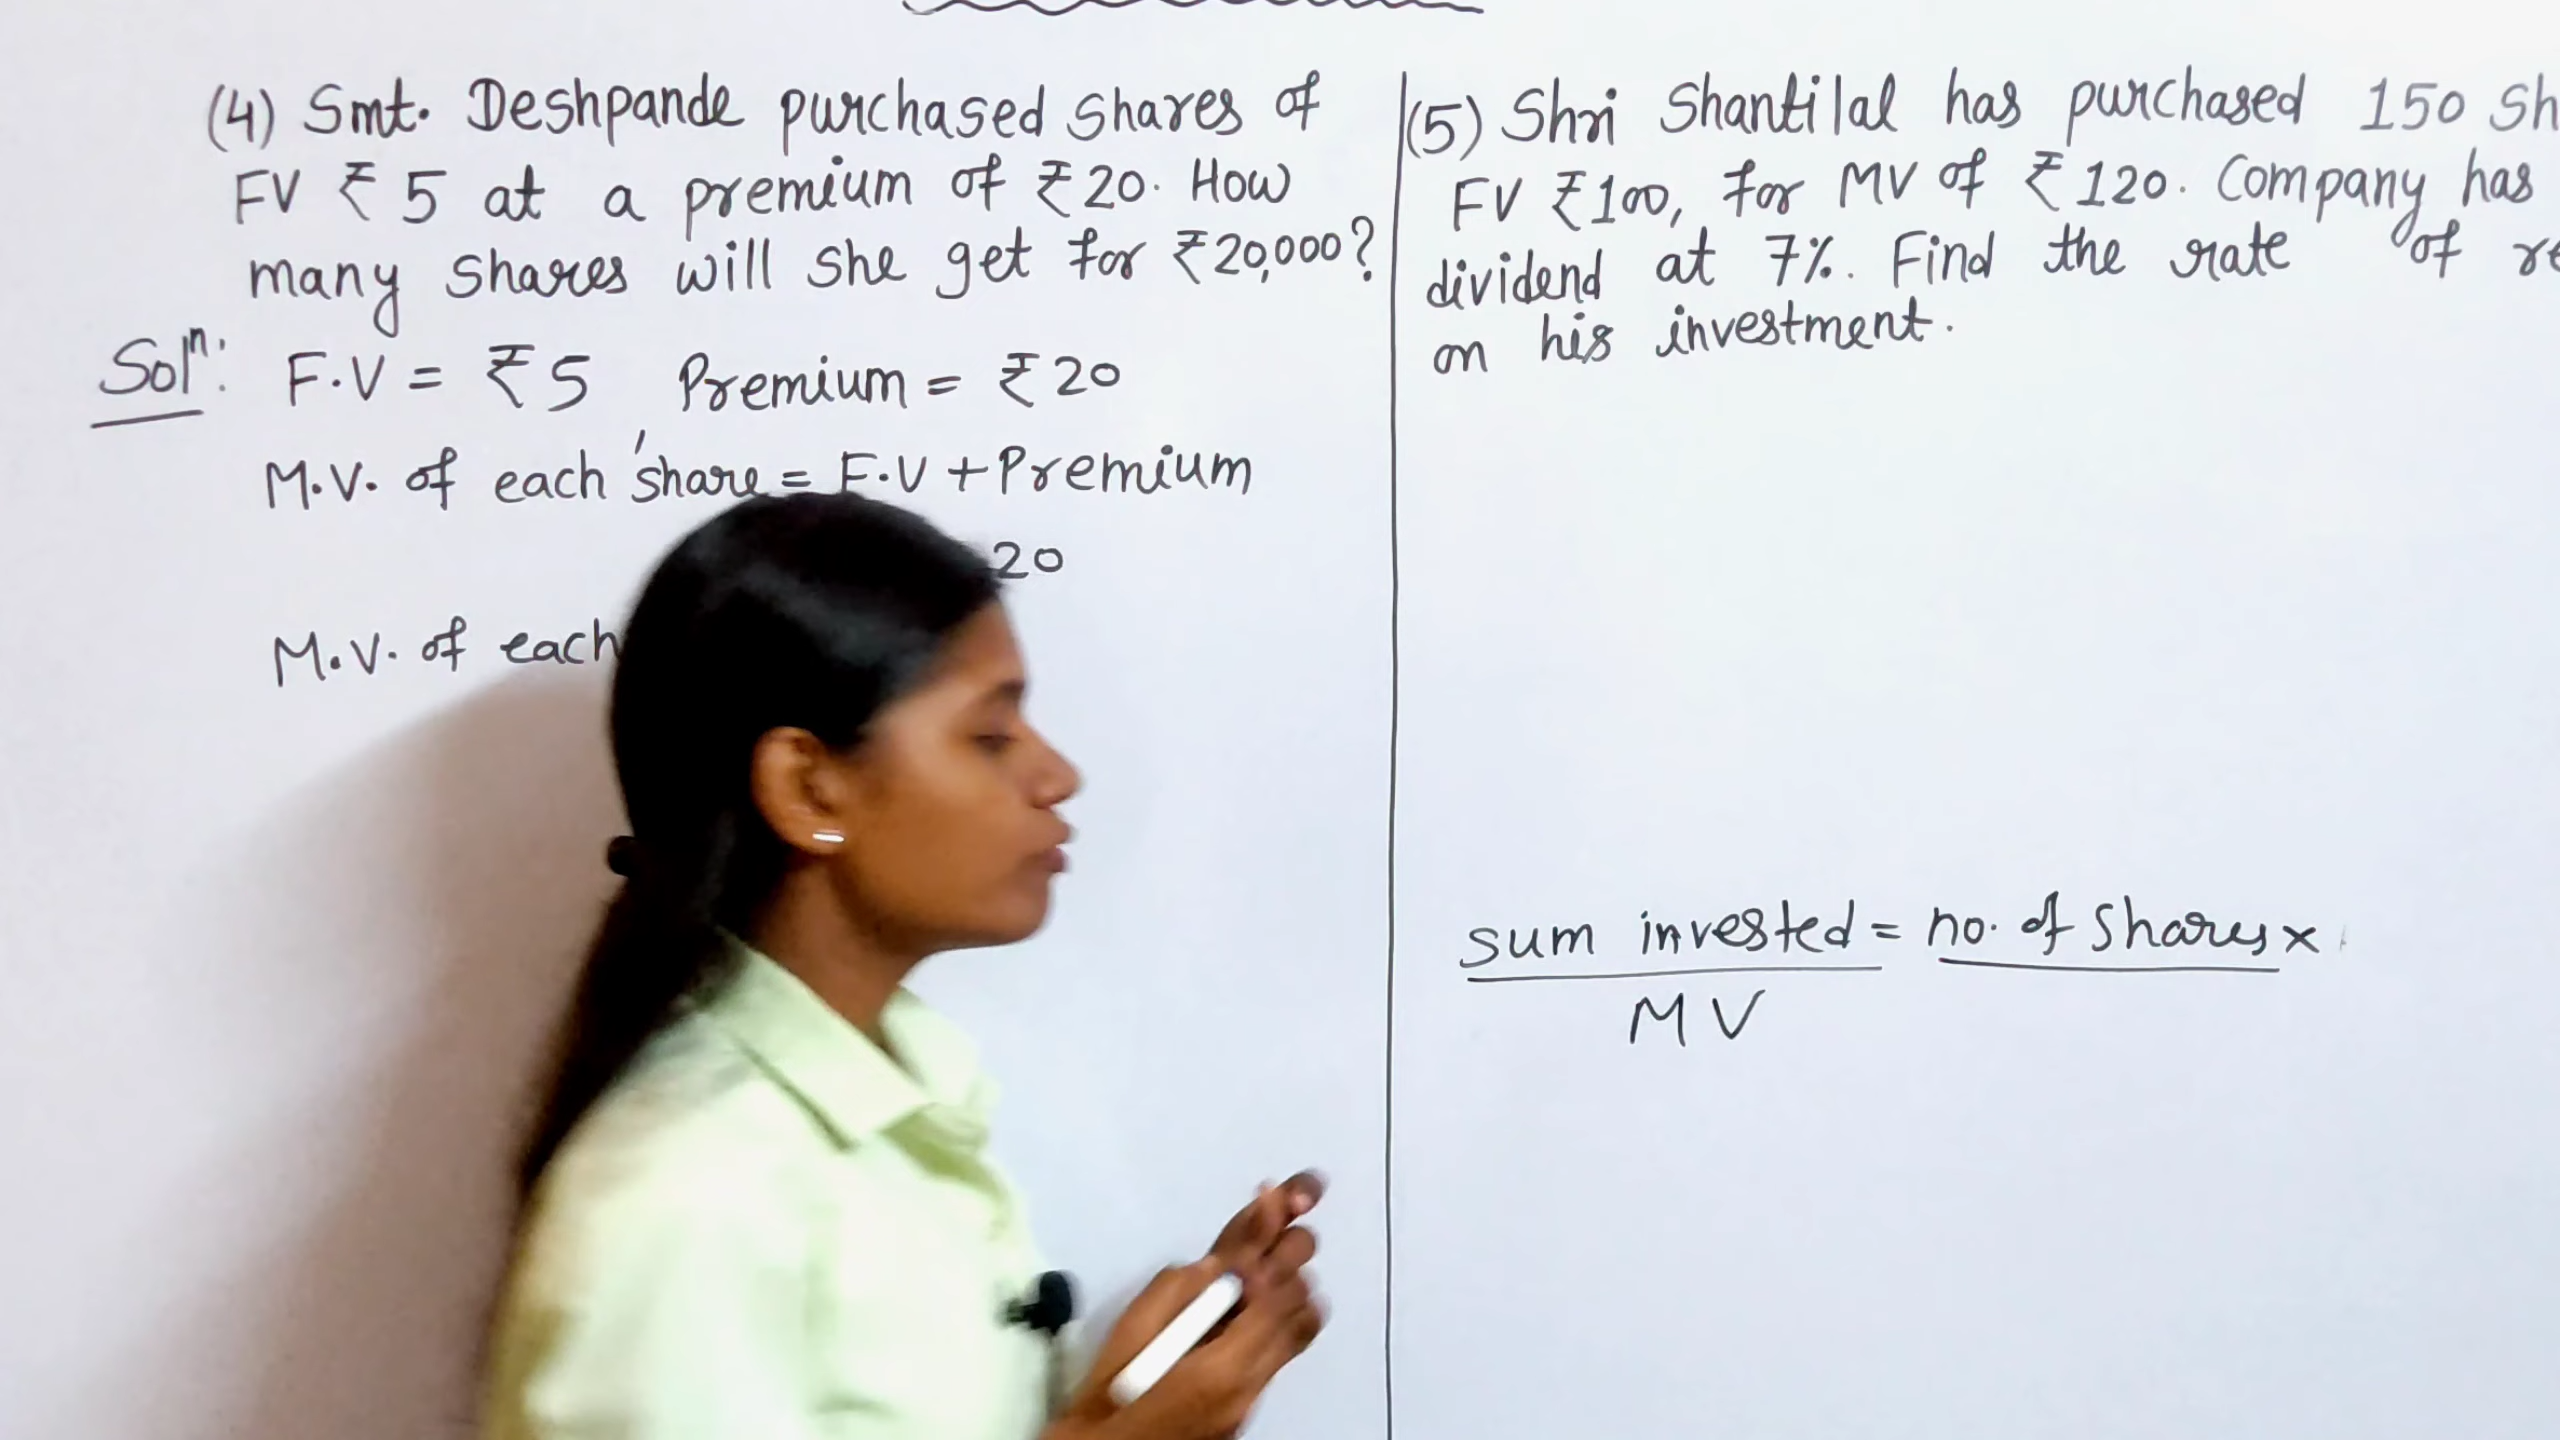 (4) Smt. Deshpande purchased shares of
FV ₹ 5 at a premium of ₹20. How
many shares will she get for ₹20,000?
Solⁿ: F.V = ₹5 Premium = ₹20
M.V. of each share = F.V + Premium
20
M.V. of each
(5) Shri Shantilal has purchased 150
FV ₹100, for MV of ₹120. Company has
dividend at 7%. Find the rate of
on his investment.
sum invested = no. of shares ×
MV